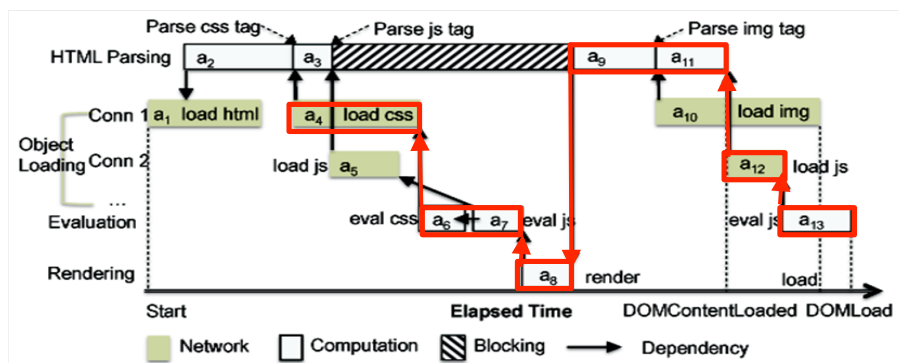 Parse css tag
Parse js tag
Parse img tag
HTML Parsing
a2
a3
a9
a11
Object Loading
Conn 1
a1 load html
a4 load css
a10 load img
Conn 2
load js
a5
a12
load js
...
Evaluation
eval css
a6
a7
eval js
eval js
a13
Rendering
a8
render
load
Start
Elapsed Time
DOMContentLoaded
DOMLoad
Network
Computation
Blocking
Dependency